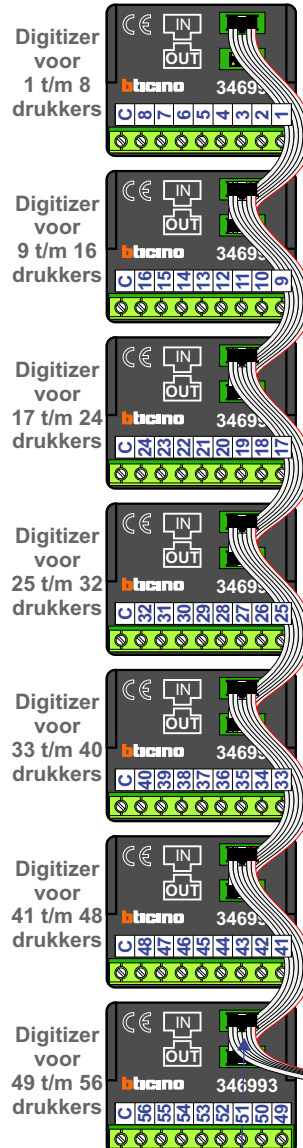 Digitizer
voor
1 t/m 8
drukkers
CE IN
OUT
bticino 34699
C 8 7 6 5 4 3 2 1
Digitizer
voor
9 t/m 16
drukkers
CE IN
OUT
bticino 34699
C 16 15 14 13 12 11 10 9
Digitizer
voor
17 t/m 24
drukkers
CE IN
OUT
bticino 34699
C 24 23 22 21 20 19 18 17
Digitizer
voor
25 t/m 32
drukkers
CE IN
OUT
bticino 34699
C 32 31 30 29 28 27 26 25
Digitizer
voor
33 t/m 40
drukkers
CE IN
OUT
bticino 34699
C 40 39 38 37 36 35 34 33
Digitizer
voor
41 t/m 48
drukkers
CE IN
OUT
bticino 34699
C 48 47 46 45 44 43 42 41
Digitizer
voor
49 t/m 56
drukkers
CE IN
OUT
bticino 346993
C 56 55 54 53 52 51 50 49